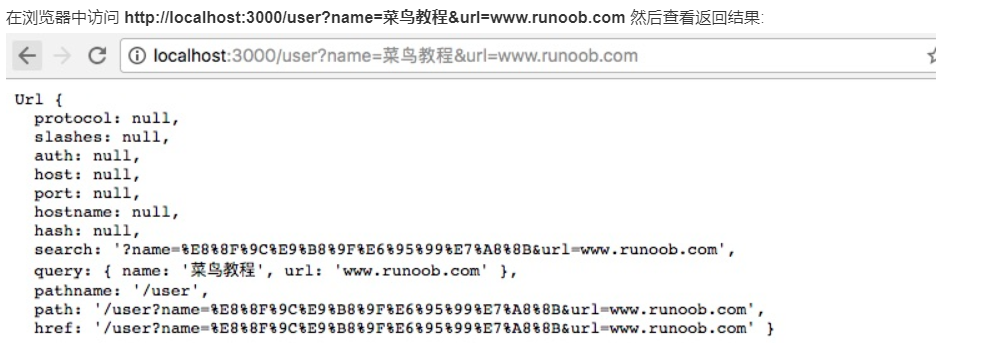 在浏览器中访问 http://localhost:3000/user?name=菜鸟教程&url=www.runoob.com 然后查看返回结果:
localhost:3000/user?name=菜鸟教程&url=www.runoob.com
Url {
  protocol: null,
  slashes: null,
  auth: null,
  host: null,
  port: null,
  hostname: null,
  hash: null,
  search: '?name=%E8%8F%9C%E9%B8%9F%E6%95%99%E7%A8%8B&url=www.runoob.com',
  query: { name: '菜鸟教程', url: 'www.runoob.com' },
  pathname: '/user',
  path: '/user?name=%E8%8F%9C%E9%B8%9F%E6%95%99%E7%A8%8B&url=www.runoob.com',
  href: '/user?name=%E8%8F%9C%E9%B8%9F%E6%95%99%E7%A8%8B&url=www.runoob.com' }